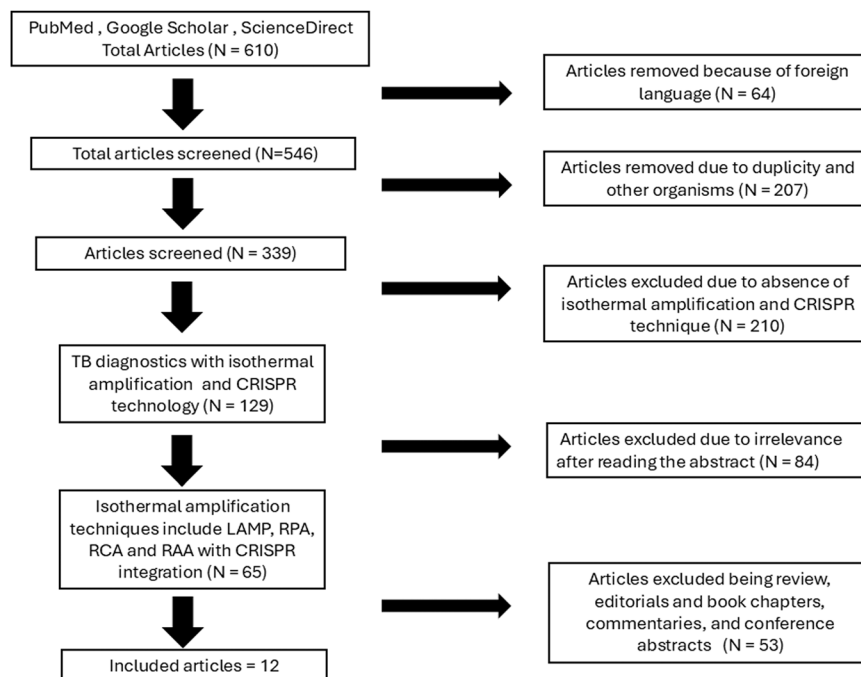 PubMed , Google Scholar , ScienceDirect
Total Articles (N = 610)
Articles removed because of foreign
language (N = 64)
Total articles screened (N=546)
Articles removed due to duplicity and
other organisms (N = 207)
Articles screened (N = 339)
Articles excluded due to absence of
isothermal amplification and CRISPR
technique (N = 210)
TB diagnostics with isothermal
amplification and CRISPR
technology (N = 129)
Articles excluded due to irrelevance
after reading the abstract (N = 84)
Isothermal amplification
techniques include LAMP, RPA,
RCA and RAA with CRISPR
integration (N = 65)
Articles excluded being review,
editorials and book chapters,
commentaries, and conference
abstracts (N = 53)
Included articles = 12